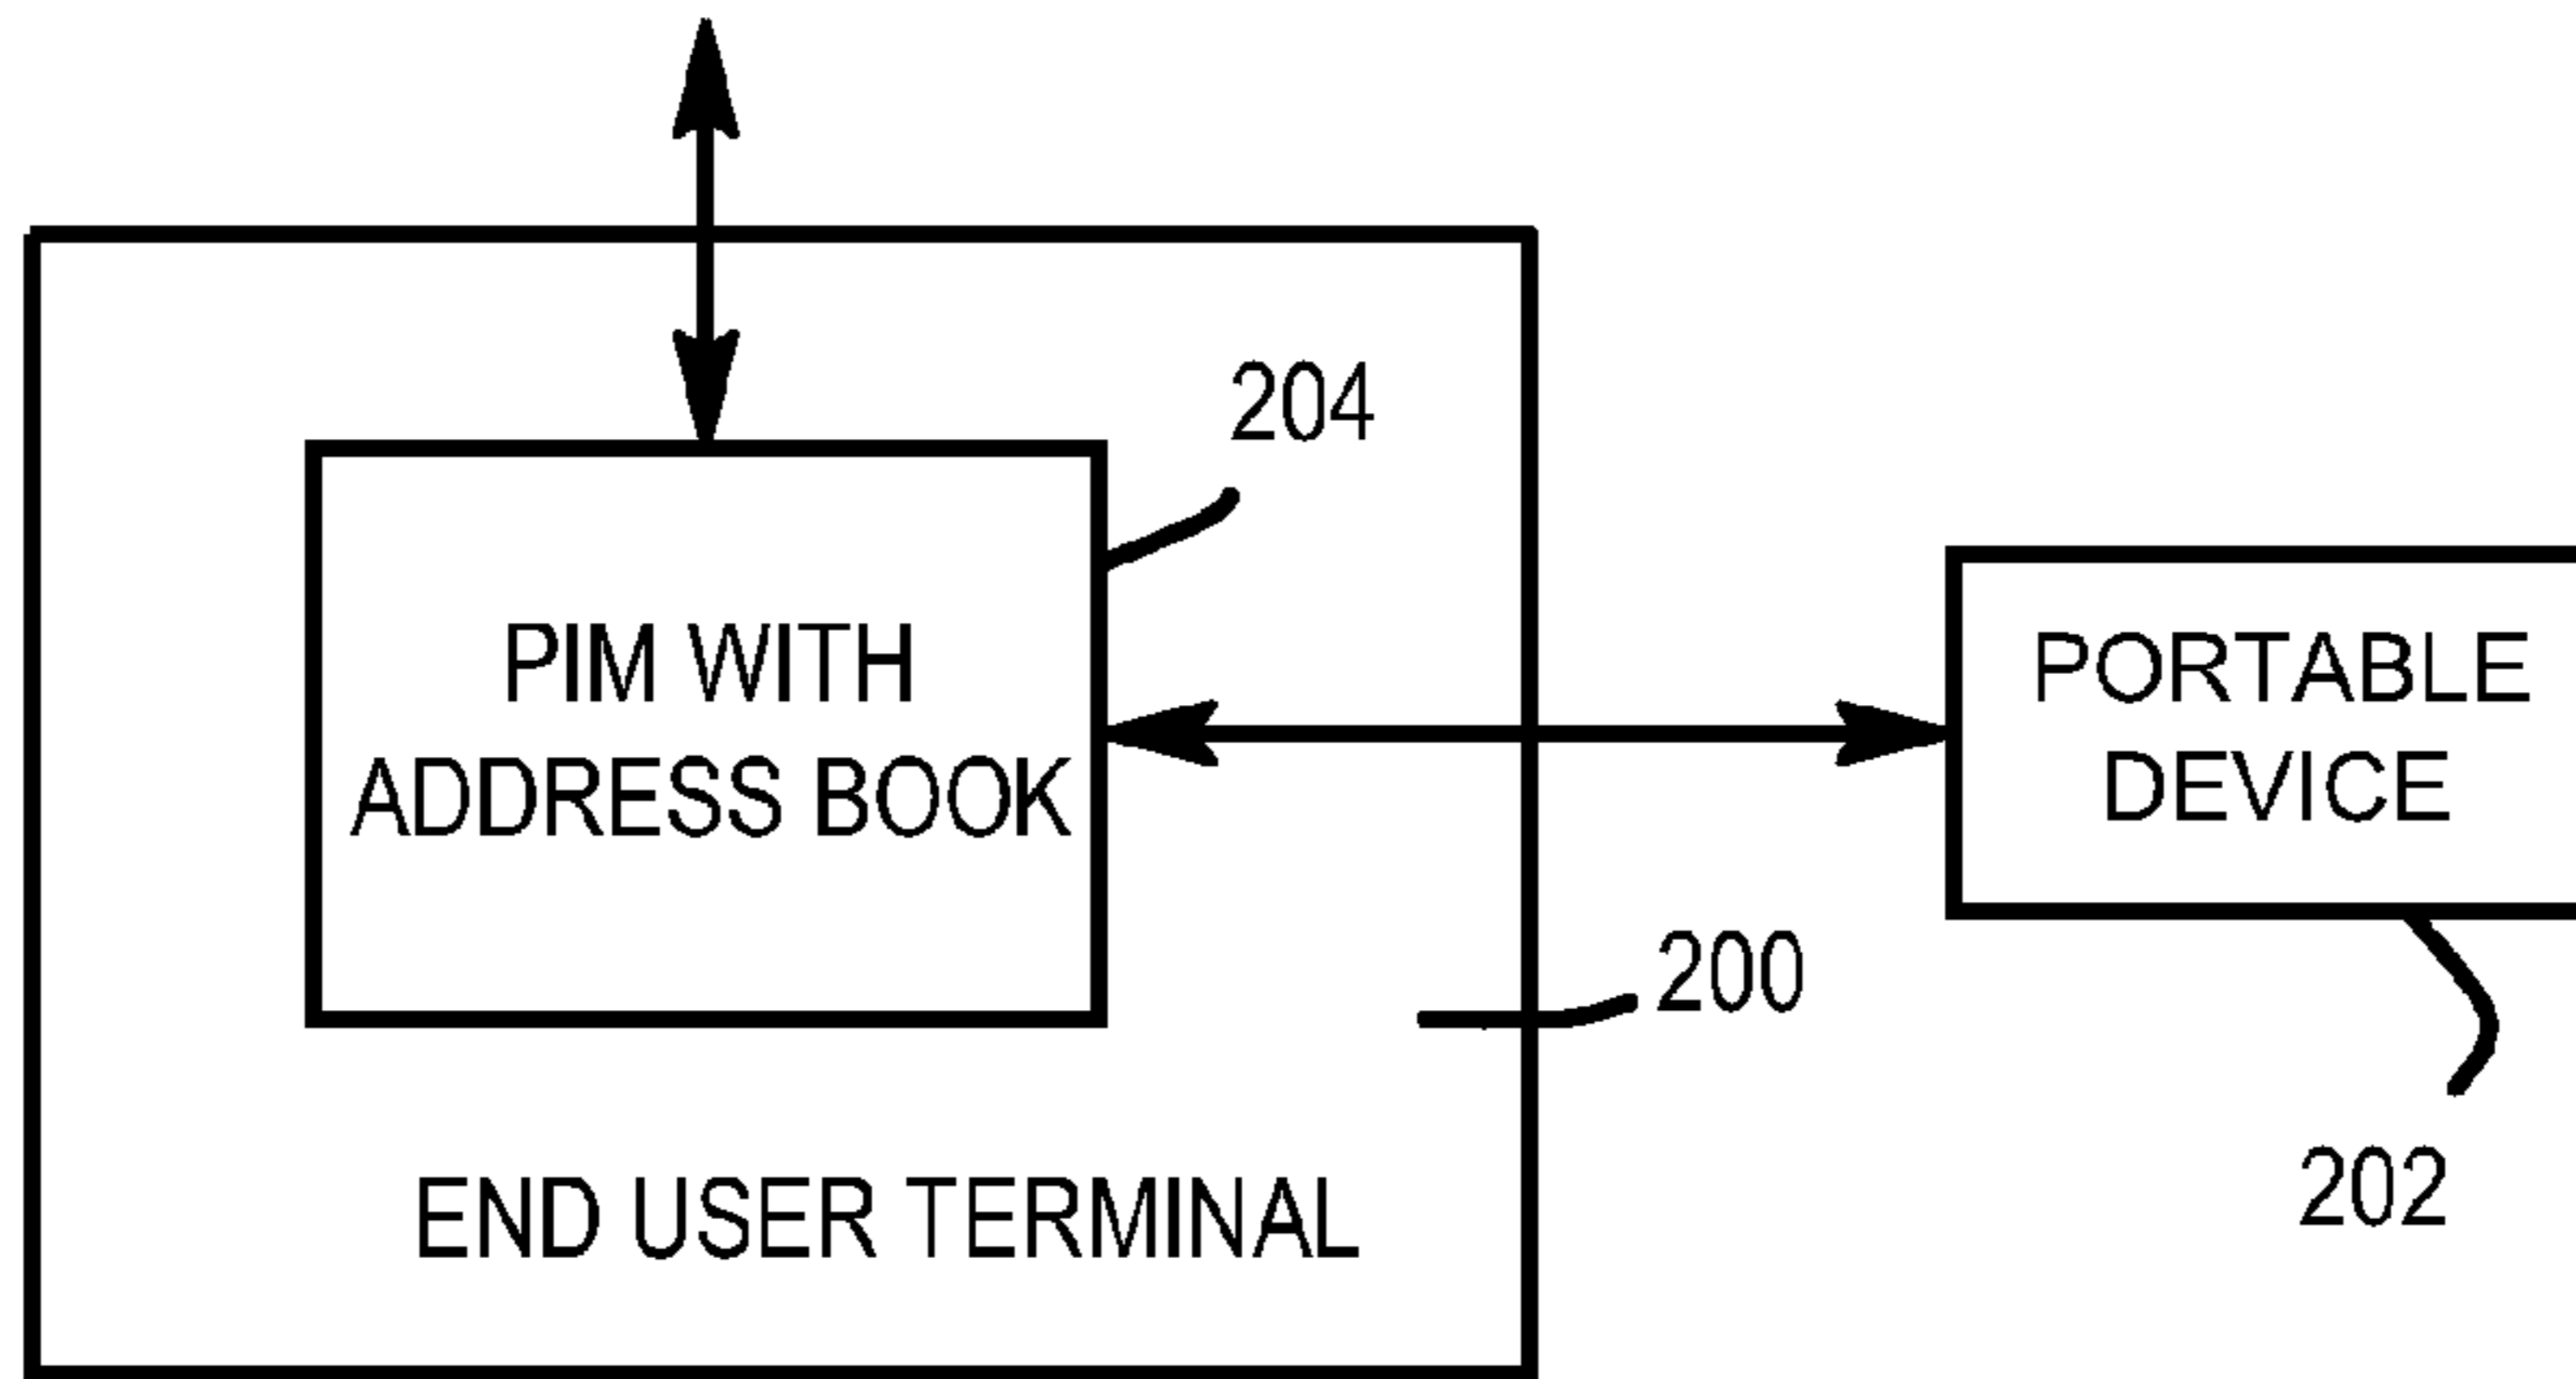 204
PIM WITH
ADDRESS BOOK
PORTABLE
DEVICE
200
END USER TERMINAL
202